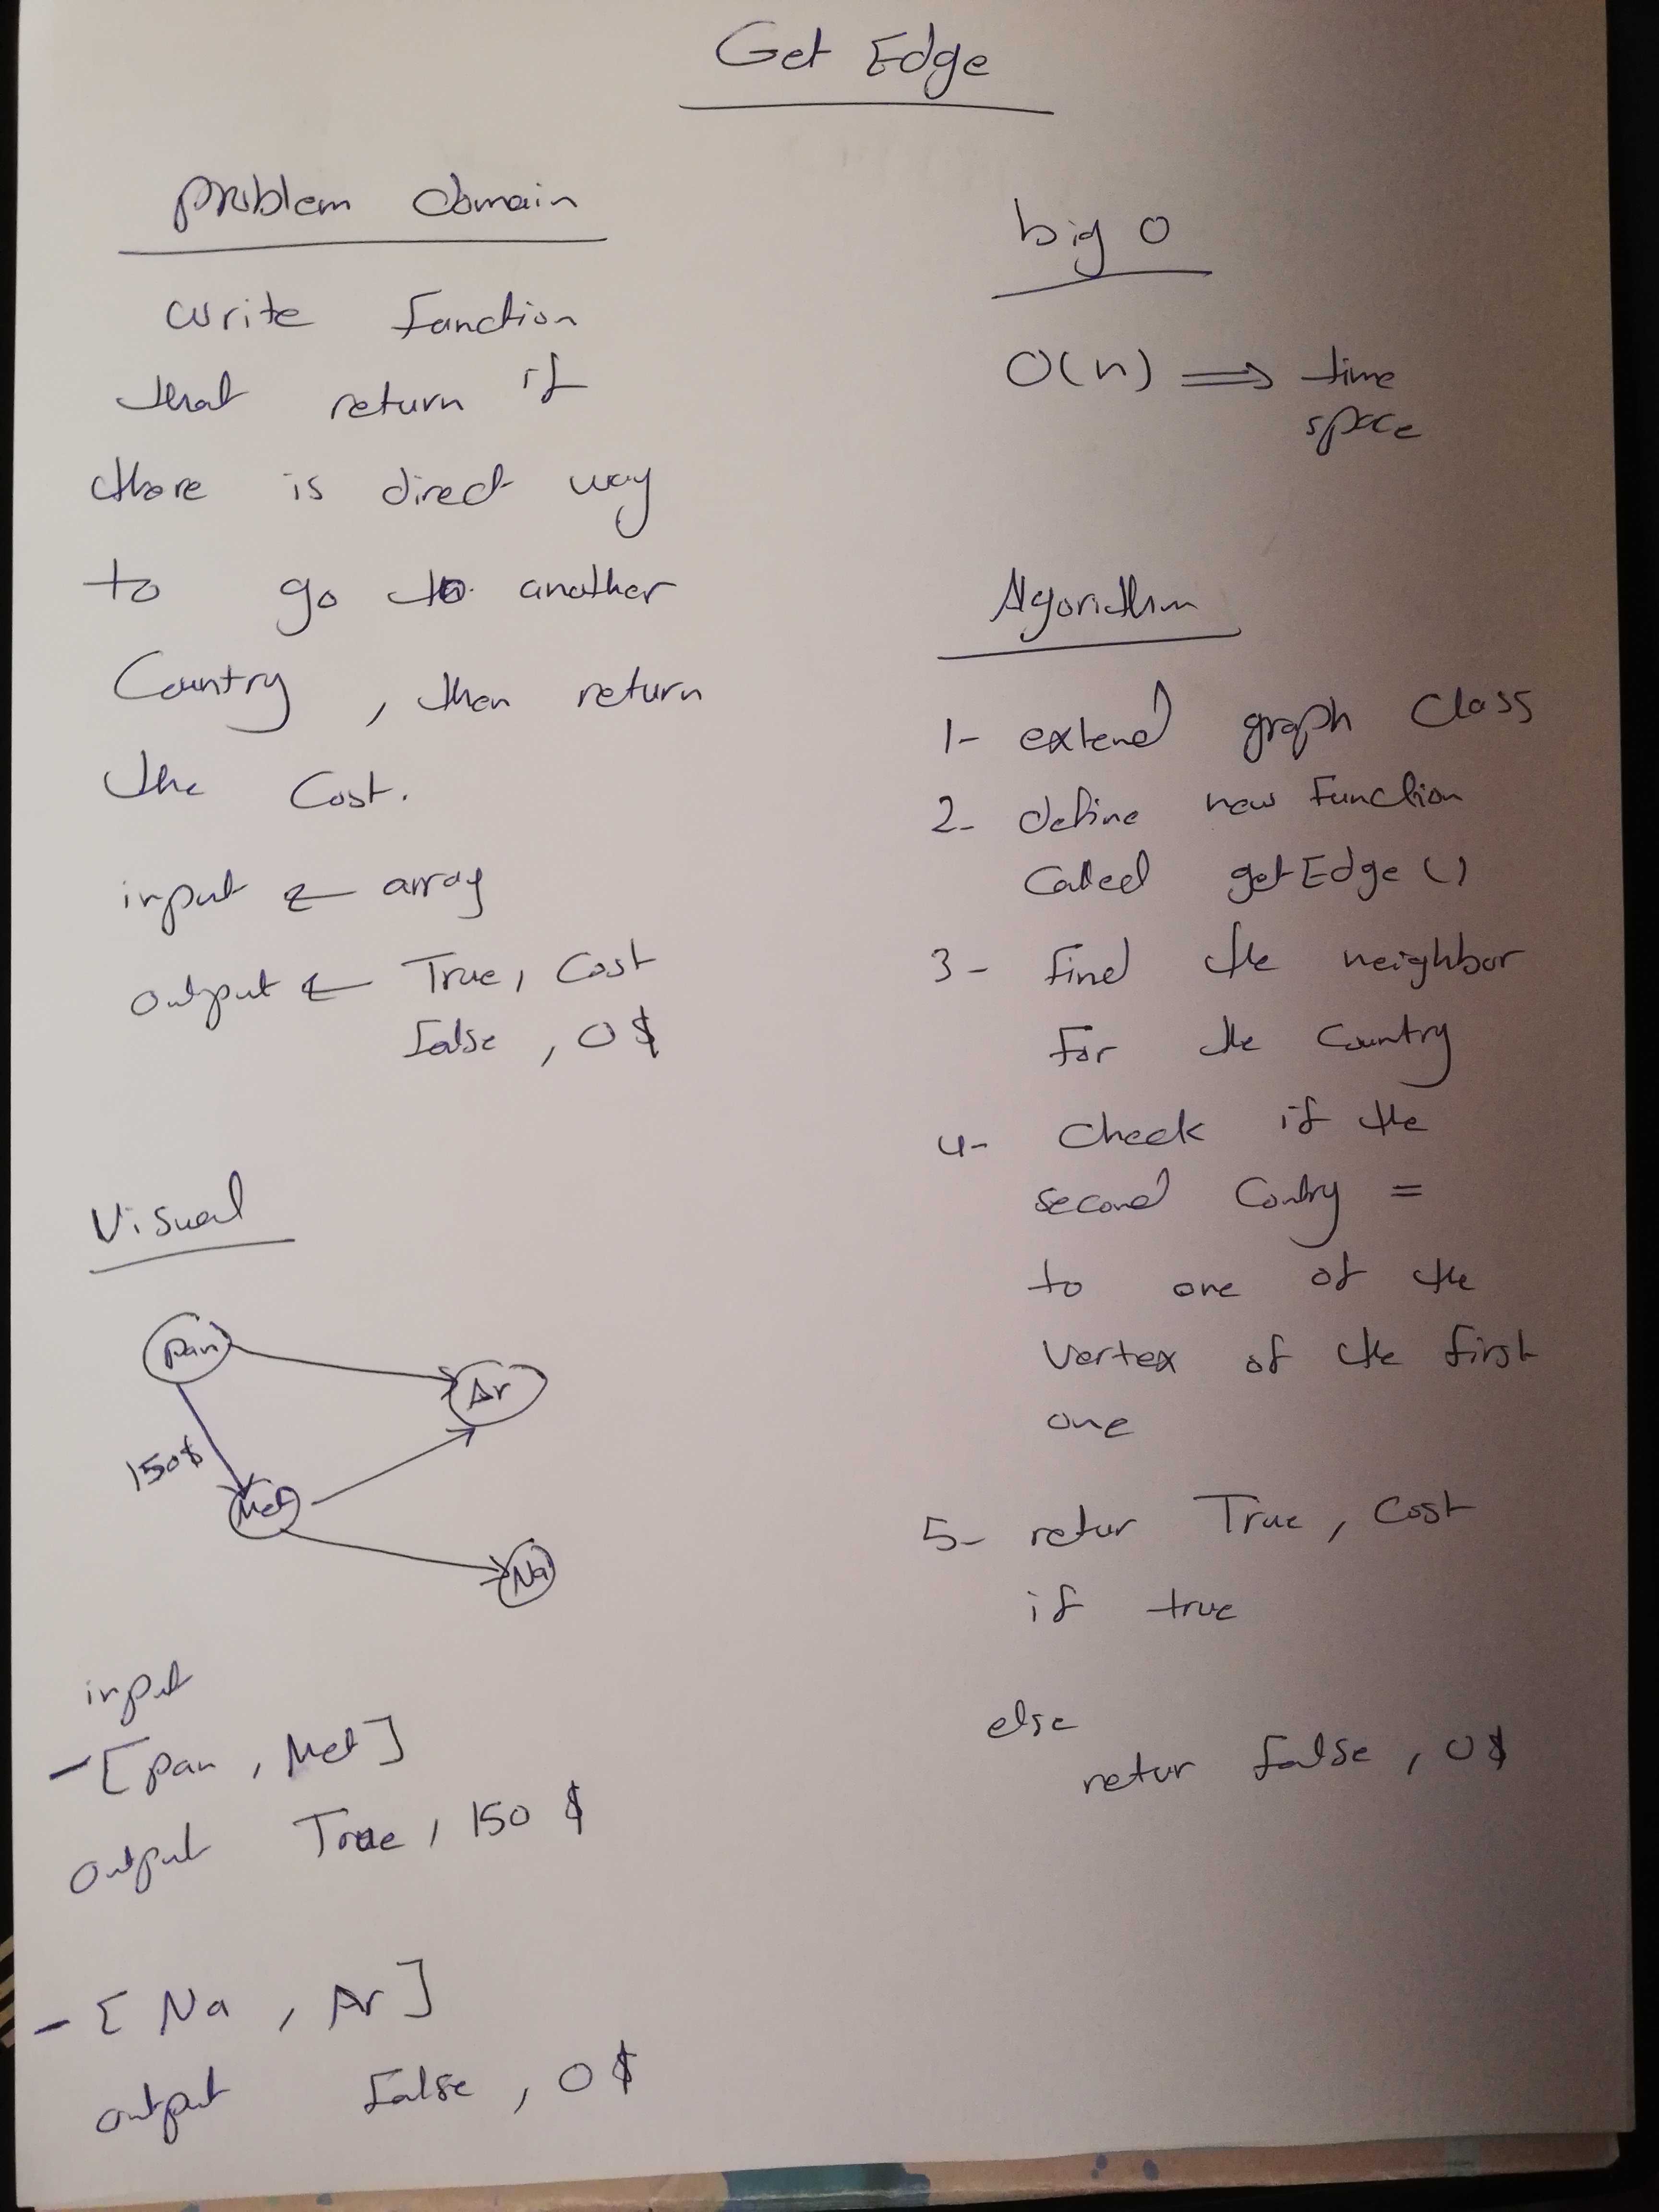 Get Edge
problem domain
write function
that return if
there is direct way
to go to another
Country, then return
the Cost.
input ← array
output ← True, Cost
False, 0$
Visual
Pan
Ar
150$
Met
Na
input
- [pan, Met]
output True, 150 $
- [Na, Ar]
output False, 0$
big O
O(n) ⟹ time
space
Algorithm
1- extend graph Class
2- define new Function
Called getEdge()
3- find the neighbor
for the Country
4- Check if the
second Contry =
to one of the
Vertex of the first
one
5- retur True, Cost
if true
else
retur false, 0$